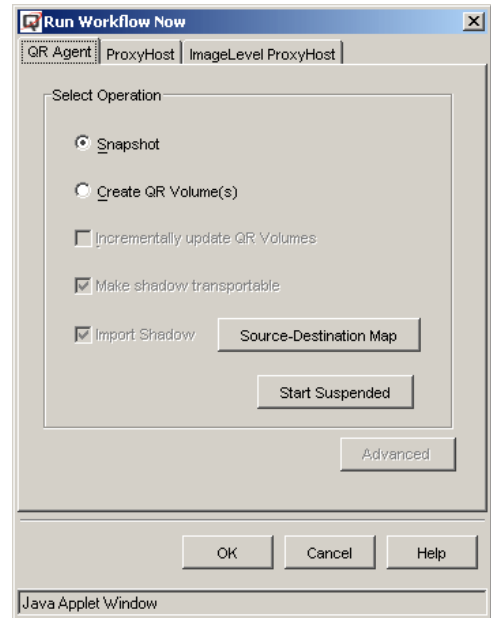 Run Workflow Now
QR Agent ProxyHost ImageLevel ProxyHost
Select Operation
Snapshot
Create QR Volume(s)
Incrementally update QR Volumes
Make shadow transportable
Import Shadow Source-Destination Map
Start Suspended
Advanced
OK Cancel Help
Java Applet Window